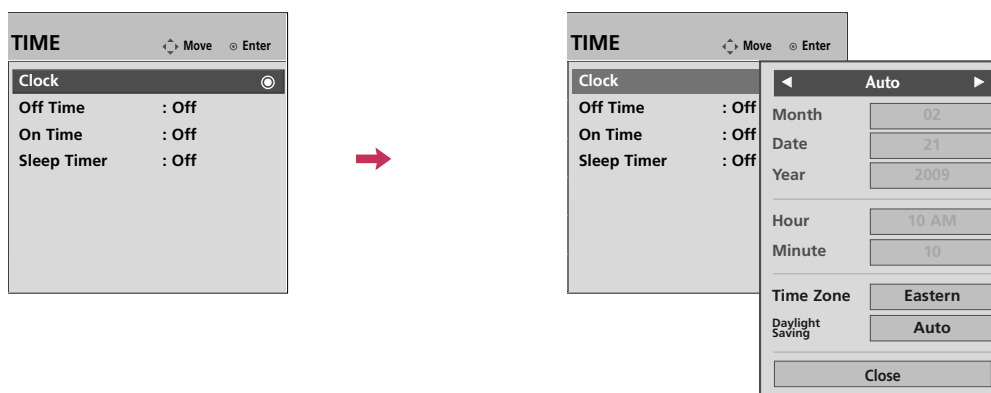 TIME Move Enter
Clock
Off Time : Off
On Time : Off
Sleep Timer : Off
TIME Move Enter
Clock
Off Time : Off
On Time : Off
Sleep Timer : Off
Auto
Month 02
Date 21
Year 2009
Hour 10 AM
Minute 10
Time Zone Eastern
Daylight
Saving Auto
Close